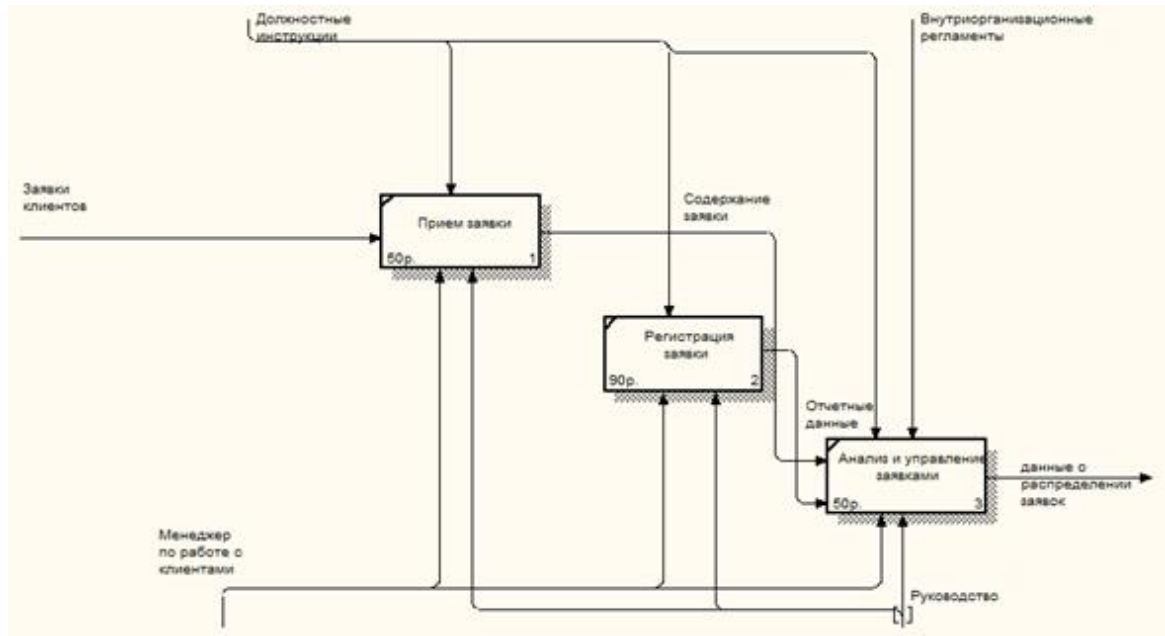 Должностные
инструкции
Внутриорганизационные
регламенты
Заявки
клиентов
Прием заявки
50р. 1
Содержание
заявки
Регистрация
заявки
90р. 2
Отчетные
данные
Анализ и управление
заявками
50р. 3
данные о
распределении
заявок
Менеджер
по работе с
клиентами
Руководство